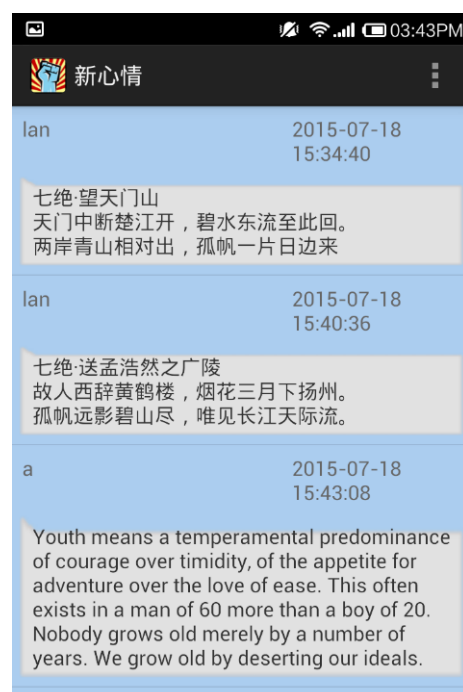 03:43PM
新心情
lan
2015-07-18
15:34:40
七绝·望天门山
天门中断楚江开，碧水东流至此回。
两岸青山相对出，孤帆一片日边来
lan
2015-07-18
15:40:36
七绝·送孟浩然之广陵
故人西辞黄鹤楼，烟花三月下扬州。
孤帆远影碧山尽，唯见长江天际流。
a
2015-07-18
15:43:08
Youth means a temperamental predominance
of courage over timidity, of the appetite for
adventure over the love of ease. This often
exists in a man of 60 more than a boy of 20.
Nobody grows old merely by a number of
years. We grow old by deserting our ideals.